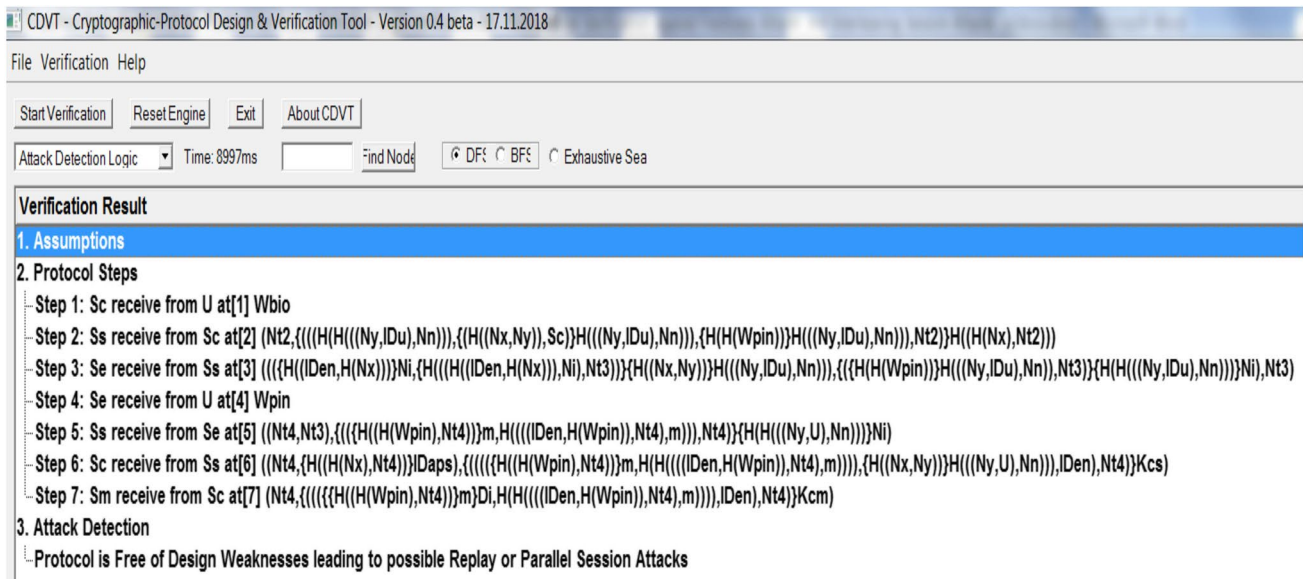 CDVT - Cryptographic-Protocol Design & Verification Tool - Version 0.4 beta - 17.11.2018
File Verification Help
Start Verification Reset Engine Exit About CDVT
Attack Detection Logic Time: 8997ms Find Node DFS BFS Exhaustive Sea
Verification Result
1. Assumptions
2. Protocol Steps
Step 1: Sc receive from U at[1] Wbio
Step 2: Ss receive from Sc at[2] (Nt2,{(((H(H(((Ny,IDu),Nn))),{(H((Nx,Ny)),Sc)}H(((Ny,IDu),Nn))),{H(H(Wpin))}H(((Ny,IDu),Nn))),Nt2)}H((H(Nx),Nt2)))
Step 3: Se receive from Ss at[3] ((({H((IDen,H(Nx)))}Ni,{H(((H((IDen,H(Nx))),Ni),Nt3))}{H((Nx,Ny))}H(((Ny,IDu),Nn))),{({H(H(Wpin))}H(((Ny,IDu),Nn)),Nt3)}{H(H(((Ny,IDu),Nn)))}Ni),Nt3)
Step 4: Se receive from U at[4] Wpin
Step 5: Ss receive from Se at[5] ((Nt4,Nt3),{(({H((H(Wpin),Nt4))}m,H((((IDen,H(Wpin)),Nt4),m))),Nt4)}{H(H(((Ny,U),Nn)))}Ni)
Step 6: Sc receive from Ss at[6] ((Nt4,{H((H(Nx),Nt4))}IDaps),{((((({H((H(Wpin),Nt4))}m,H(H((((IDen,H(Wpin)),Nt4),m)))),{H((Nx,Ny))}H(((Ny,U),Nn))),IDen),Nt4)}Kcs)
Step 7: Sm receive from Sc at[7] (Nt4,{(((({{H((H(Wpin),Nt4))}m}Di,H(H((((IDen,H(Wpin)),Nt4),m)))),IDen),Nt4)}Kcm)
3. Attack Detection
Protocol is Free of Design Weaknesses leading to possible Replay or Parallel Session Attacks